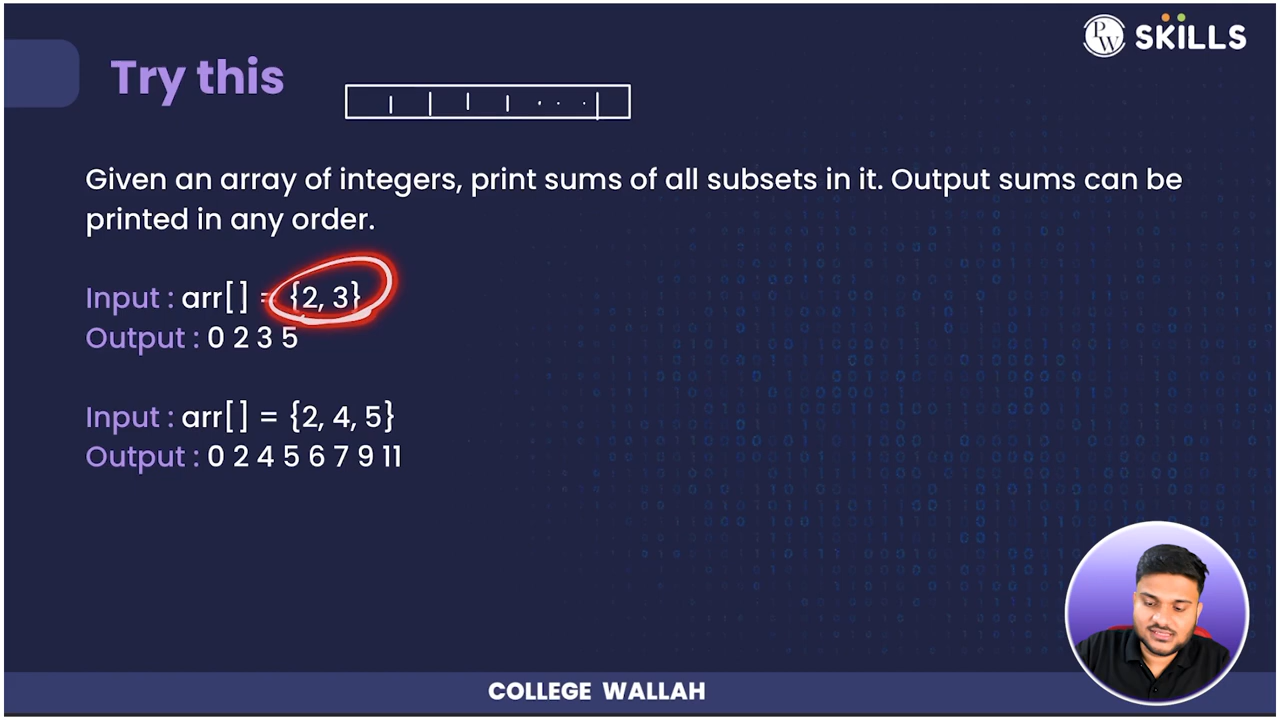 PW SKILLS
Try this
Given an array of integers, print sums of all subsets in it. Output sums can be
printed in any order.
Input : arr[] = {2, 3}
Output : 0 2 3 5
Input : arr[] = {2, 4, 5}
Output : 0 2 4 5 6 7 9 11
COLLEGE WALLAH